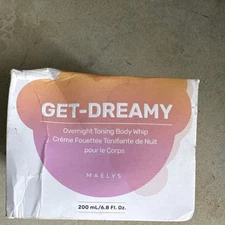 GET-DREAMY
Overnight Toning Body Whip
Crème Fouettée Tonifiante de Nuit
pour le Corps
MAELYS
200 mL/6.8 Fl. Oz.